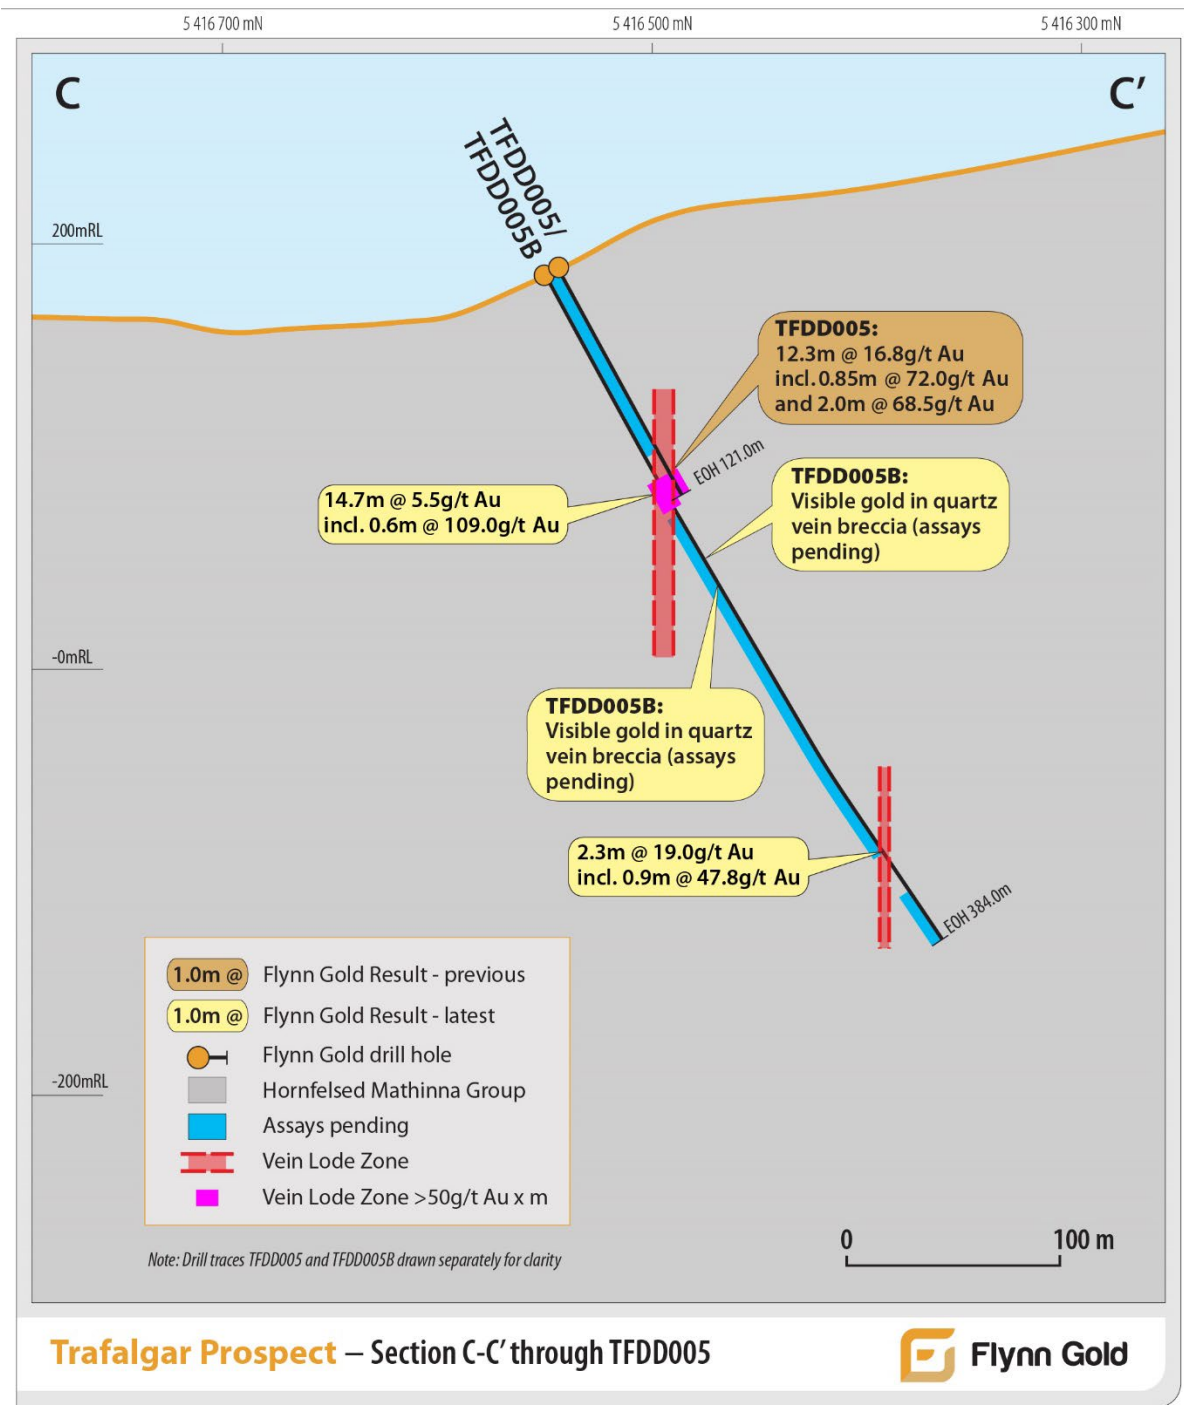 5 416 700 mN
5 416 500 mN
5 416 300 mN
C
C’
TFDD005/
TFDD005B
200mRL
TFDD005:
12.3m @ 16.8g/t Au
incl. 0.85m @ 72.0g/t Au
and 2.0m @ 68.5g/t Au
EOH 121.0m
TFDD005B:
Visible gold in quartz
vein breccia (assays
pending)
14.7m @ 5.5g/t Au
incl. 0.6m @ 109.0g/t Au
-0mRL
TFDD005B:
Visible gold in quartz
vein breccia (assays
pending)
2.3m @ 19.0g/t Au
incl. 0.9m @ 47.8g/t Au
EOH 384.0m
-200mRL
1.0m @ Flynn Gold Result - previous
1.0m @ Flynn Gold Result - latest
Flynn Gold drill hole
Hornfelsed Mathinna Group
Assays pending
Vein Lode Zone
Vein Lode Zone >50g/t Au x m
Note: Drill traces TFDD005 and TFDD005B drawn separately for clarity
0 100 m
Trafalgar Prospect – Section C-C’ through TFDD005
Flynn Gold